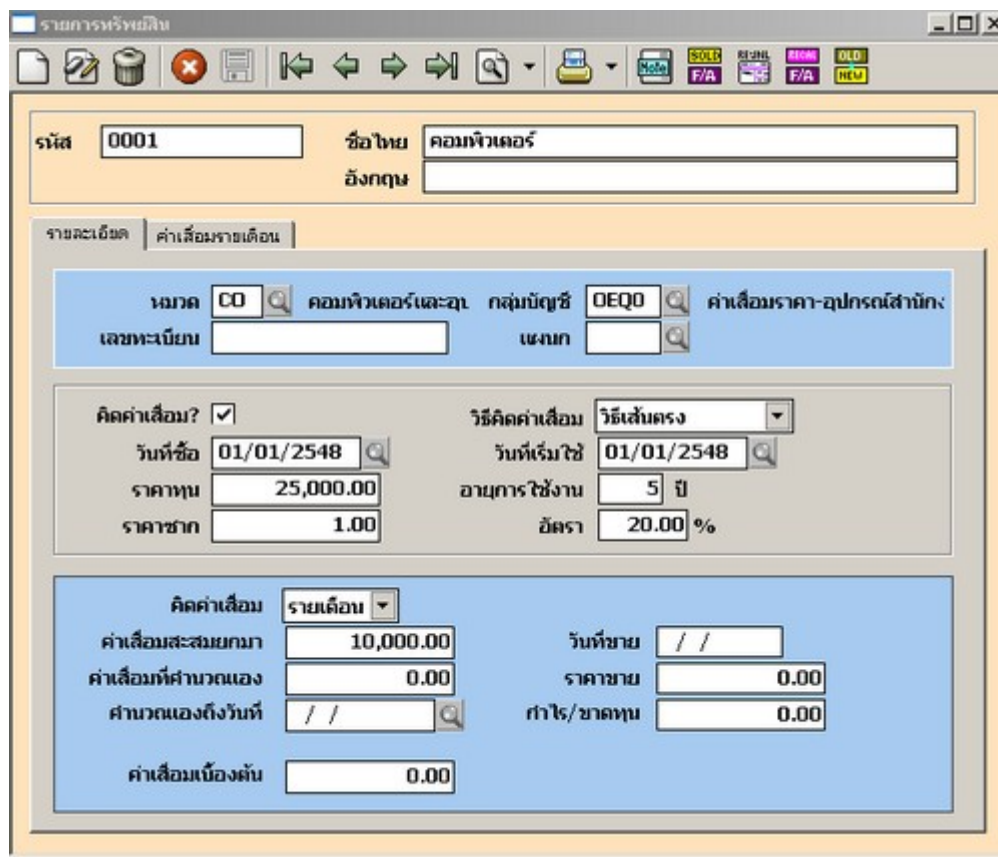 รายการทรัพย์สิน
Note SOLD F/A F/A OLD NEW
รหัส 0001 ชื่อไทย คอมพิวเตอร์
อังกฤษ
รายละเอียด ค่าเสื่อมรายเดือน
หมวด CO คอมพิวเตอร์และอุ กลุ่มบัญชี OEQ0 ค่าเสื่อมราคา-อุปกรณ์สำนักง
เลขทะเบียน แผนก
คิดค่าเสื่อม? วิธีคิดค่าเสื่อม วิธีเส้นตรง
วันที่ซื้อ 01/01/2548 วันที่เริ่มใช้ 01/01/2548
ราคาทุน 25,000.00 อายุการใช้งาน 5 ปี
ราคาซาก 1.00 อัตรา 20.00 %
คิดค่าเสื่อม รายเดือน
ค่าเสื่อมสะสมยกมา 10,000.00 วันที่ขาย / /
ค่าเสื่อมที่คำนวณเอง 0.00 ราคาขาย 0.00
คำนวณเองถึงวันที่ / / กำไร/ขาดทุน 0.00
ค่าเสื่อมเบื้องต้น 0.00